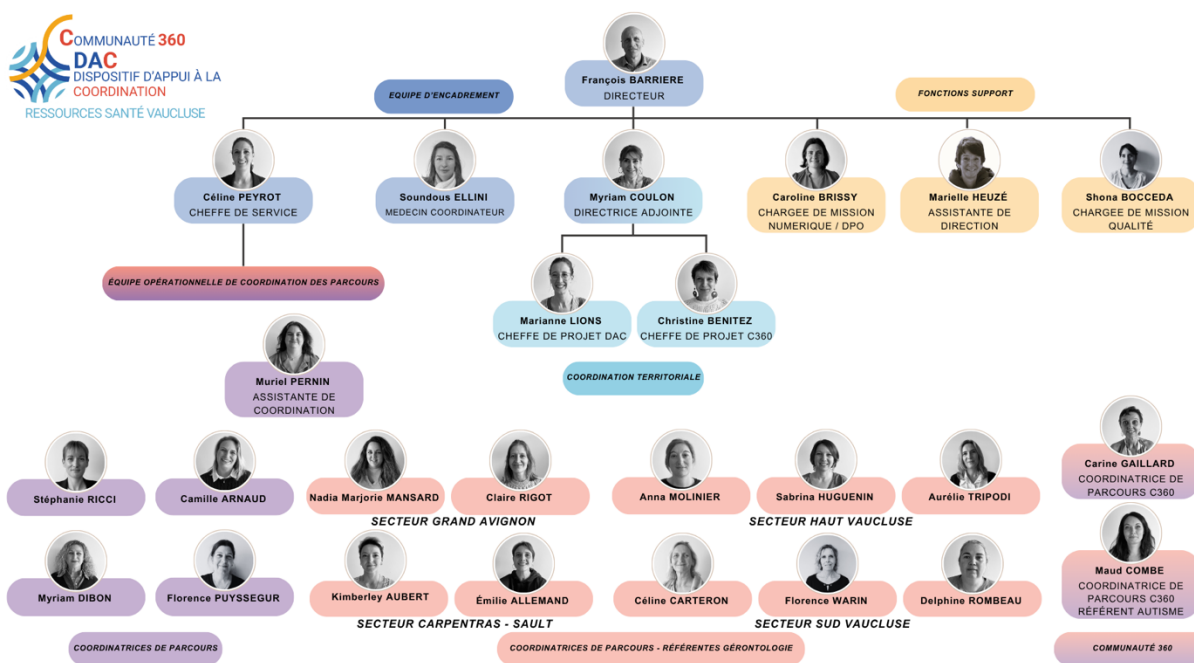 COMMUNAUTÉ 360
DAC
DISPOSITIF D'APPUI À LA
COORDINATION
RESSOURCES SANTÉ VAUCLUSE
François BARRIERE
DIRECTEUR
EQUIPE D'ENCADREMENT
FONCTIONS SUPPORT
Céline PEYROT
CHEFFE DE SERVICE
Soundous ELLINI
MEDECIN COORDINATEUR
Myriam COULON
DIRECTRICE ADJOINTE
Caroline BRISSY
CHARGEE DE MISSION
NUMERIQUE / DPO
Marielle HEUZÉ
ASSISTANTE DE
DIRECTION
Shona BOCCEDA
CHARGEE DE MISSION
QUALITÉ
ÉQUIPE OPÉRATIONNELLE DE COORDINATION DES PARCOURS
Marianne LIONS
CHEFFE DE PROJET DAC
Christine BENITEZ
CHEFFE DE PROJET C360
COORDINATION TERRITORIALE
Muriel PERNIN
ASSISTANTE DE
COORDINATION
Stéphanie RICCI
Camille ARNAUD
Nadia Marjorie MANSARD
Claire RIGOT
Anna MOLINIER
Sabrina HUGUENIN
Aurélie TRIPODI
Carine GAILLARD
COORDINATRICE DE
PARCOURS C360
SECTEUR GRAND AVIGNON
SECTEUR HAUT VAUCLUSE
Myriam DIBON
Florence PUYSSEGUR
Kimberley AUBERT
Émilie ALLEMAND
Céline CARTERON
Florence WARIN
Delphine ROMBEAU
Maud COMBE
COORDINATRICE DE
PARCOURS C360
RÉFÉRENT AUTISME
SECTEUR CARPENTRAS - SAULT
SECTEUR SUD VAUCLUSE
COORDINATRICES DE PARCOURS
COORDINATRICES DE PARCOURS - RÉFÉRENTES GÉRONTOLOGIE
COMMUNAUTÉ 360